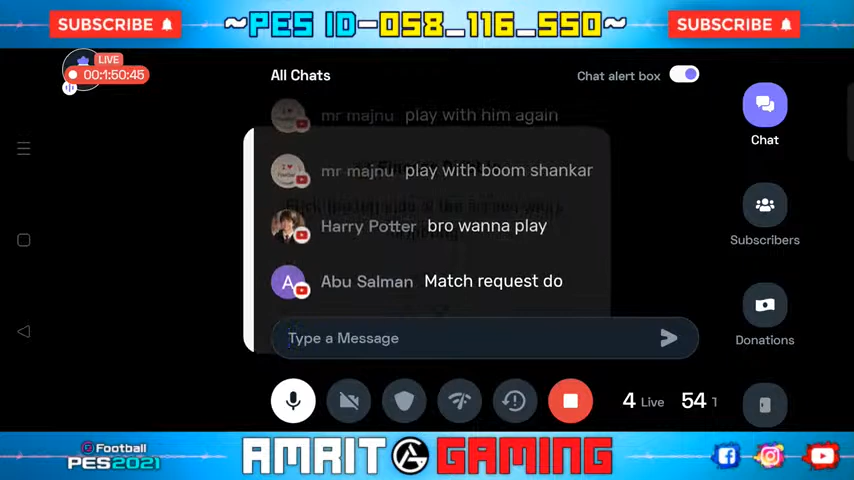 SUBSCRIBE
~PES ID-058_116_550~
SUBSCRIBE
LIVE
00:1:50:45
All Chats
Chat alert box
mr majnu play with him again
Chat
mr majnu play with boom shankar
Harry Potter bro wanna play
Subscribers
A Abu Salman Match request do
Type a Message
Donations
4 Live 54 1
eFootball
PES2021
AMRIT GAMING